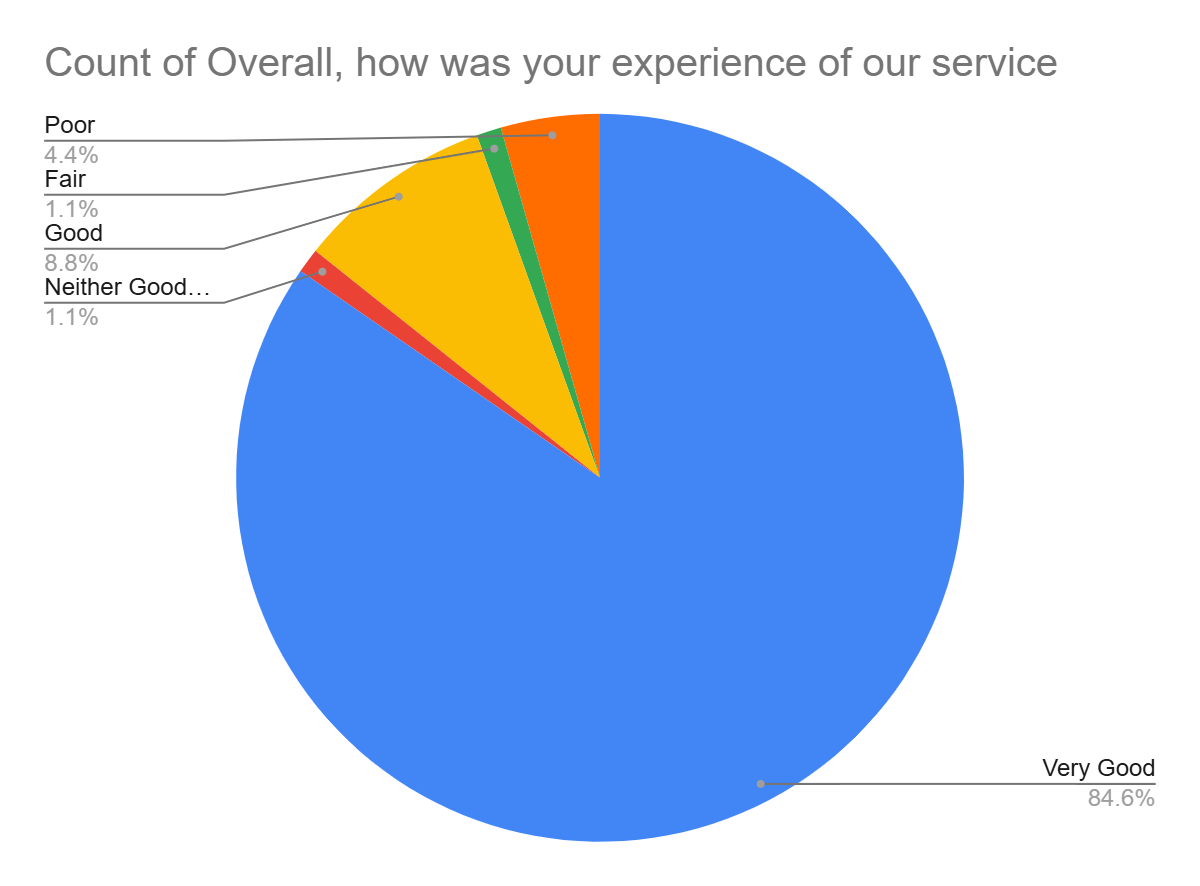 Count of Overall, how was your experience of our service
Poor
4.4%
Fair
1.1%
Good
8.8%
Neither Good…
1.1%
Very Good
84.6%